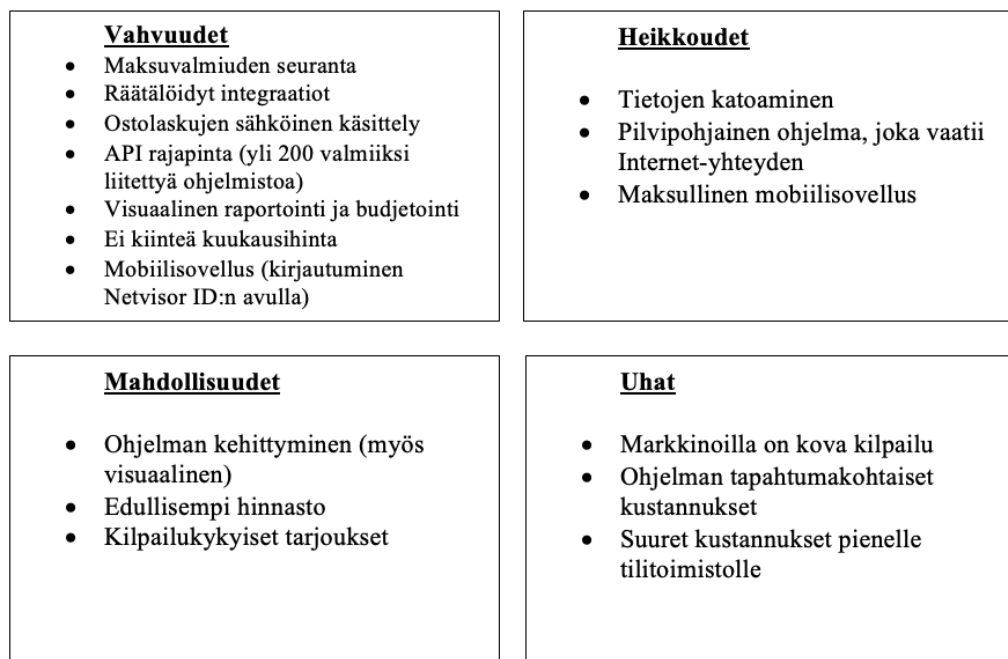 Vahvuudet
• Maksuvalmiuden seuranta
• Räätälöidyt integraatiot
• Ostolaskujen sähköinen käsittely
• API rajapinta (yli 200 valmiiksi
liitettyä ohjelmistoa)
• Visuaalinen raportointi ja budjetointi
• Ei kiinteä kuukausihinta
• Mobiilisovellus (kirjautuminen
Netvisor ID:n avulla)
Heikkoudet
• Tietojen katoaminen
• Pilvipohjainen ohjelma, joka vaatii
Internet-yhteyden
• Maksullinen mobiilisovellus
Mahdollisuudet
• Ohjelman kehittyminen (myös
visuaalinen)
• Edullisempi hinnasto
• Kilpailukykyiset tarjoukset
Uhat
• Markkinoilla on kova kilpailu
• Ohjelman tapahtumakohtaiset
kustannukset
• Suuret kustannukset pienelle
tilitoimistolle